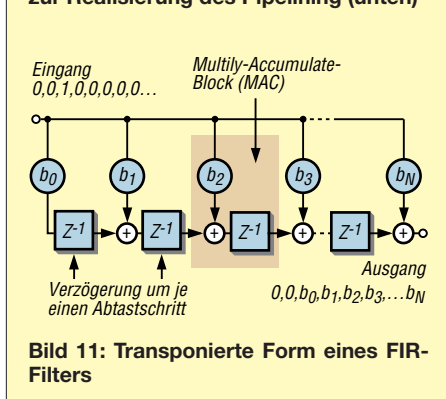 zur Realisierung des Pipelining (unten)
Eingang
0,0,1,0,0,0,0,0…
Multily-Accumulate-
Block (MAC)
b0 b1 b2 b3 bN
Z-1 + Z-1 + Z-1 + Z-1 +
Verzögerung um je
einen Abtastschritt
Ausgang
0,0,b0,b1,b2,b3,…bN
Bild 11: Transponierte Form eines FIR-
Filters